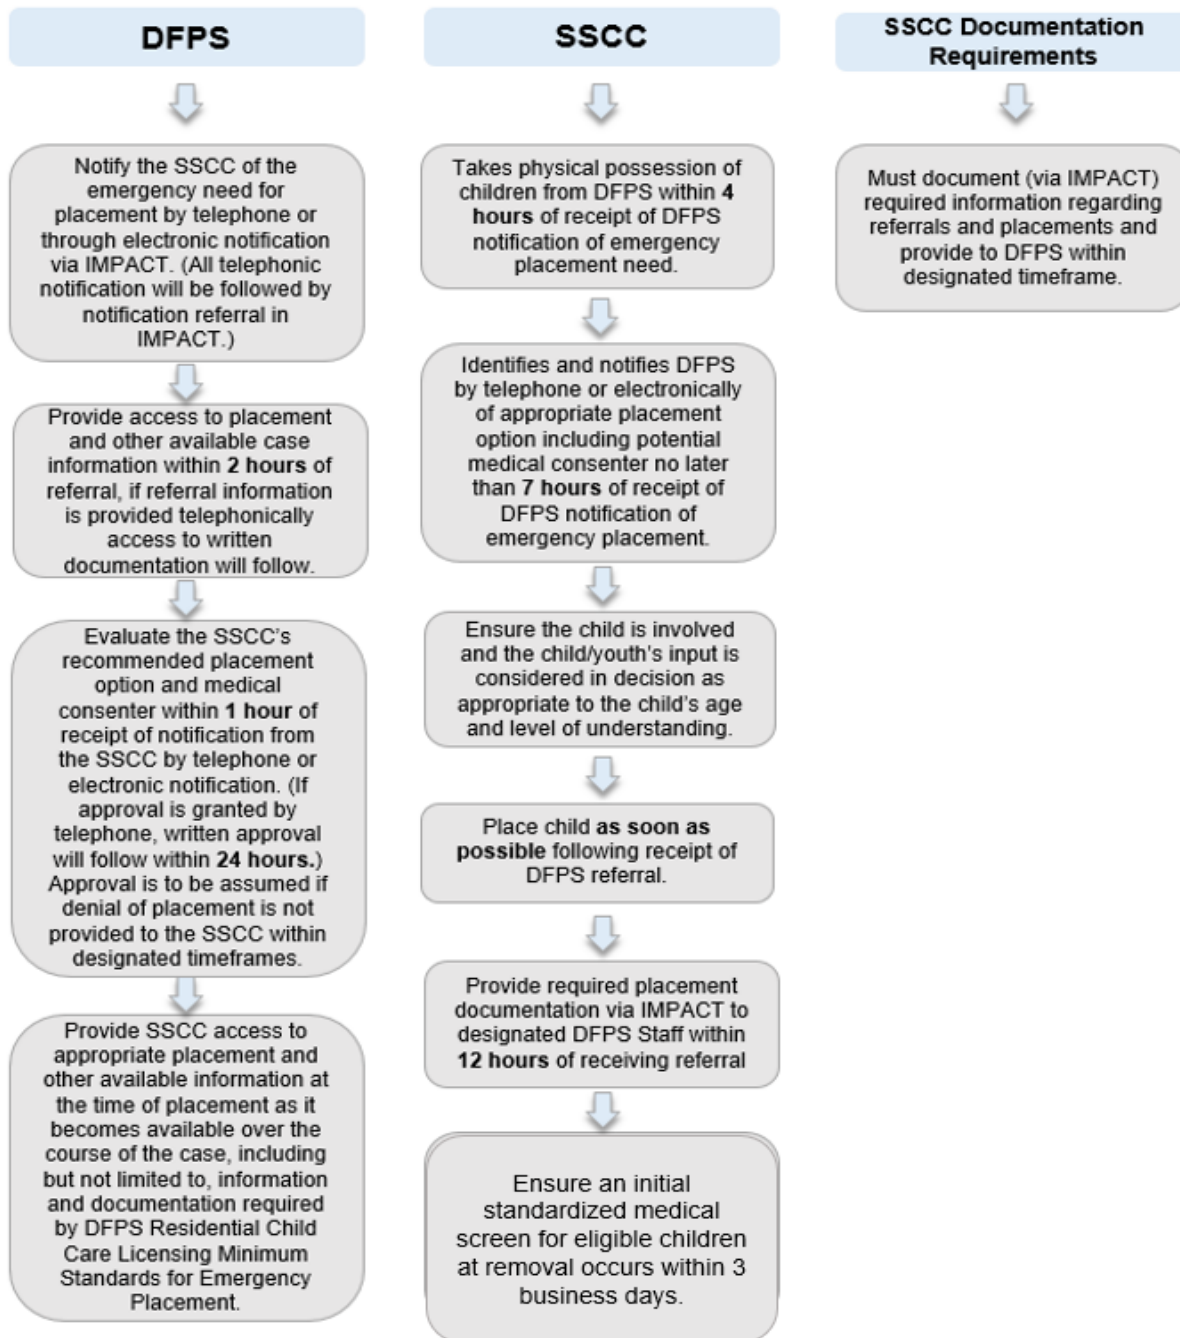 DFPS
Notify the SSCC of the
emergency need for
placement by telephone or
through electronic notification
via IMPACT. (All telephonic
notification will be followed by
notification referral in
IMPACT.)
Provide access to placement
and other available case
information within 2 hours of
referral, if referral information
is provided telephonically
access to written
documentation will follow.
Evaluate the SSCC’s
recommended placement
option and medical
consenter within 1 hour of
receipt of notification from
the SSCC by telephone or
electronic notification. (If
approval is granted by
telephone, written approval
will follow within 24 hours.)
Approval is to be assumed if
denial of placement is not
provided to the SSCC within
designated timeframes.
Provide SSCC access to
appropriate placement and
other available information at
the time of placement as it
becomes available over the
course of the case, including
but not limited to, information
and documentation required
by DFPS Residential Child
Care Licensing Minimum
Standards for Emergency
Placement.
SSCC
Takes physical possession of
children from DFPS within 4
hours of receipt of DFPS
notification of emergency
placement need.
Identifies and notifies DFPS
by telephone or electronically
of appropriate placement
option including potential
medical consenter no later
than 7 hours of receipt of
DFPS notification of
emergency placement.
Ensure the child is involved
and the child/youth’s input is
considered in decision as
appropriate to the child’s age
and level of understanding.
Place child as soon as
possible following receipt of
DFPS referral.
Provide required placement
documentation via IMPACT to
designated DFPS Staff within
12 hours of receiving referral
Ensure an initial
standardized medical
screen for eligible children
at removal occurs within 3
business days.
SSCC Documentation
Requirements
Must document (via IMPACT)
required information regarding
referrals and placements and
provide to DFPS within
designated timeframe.